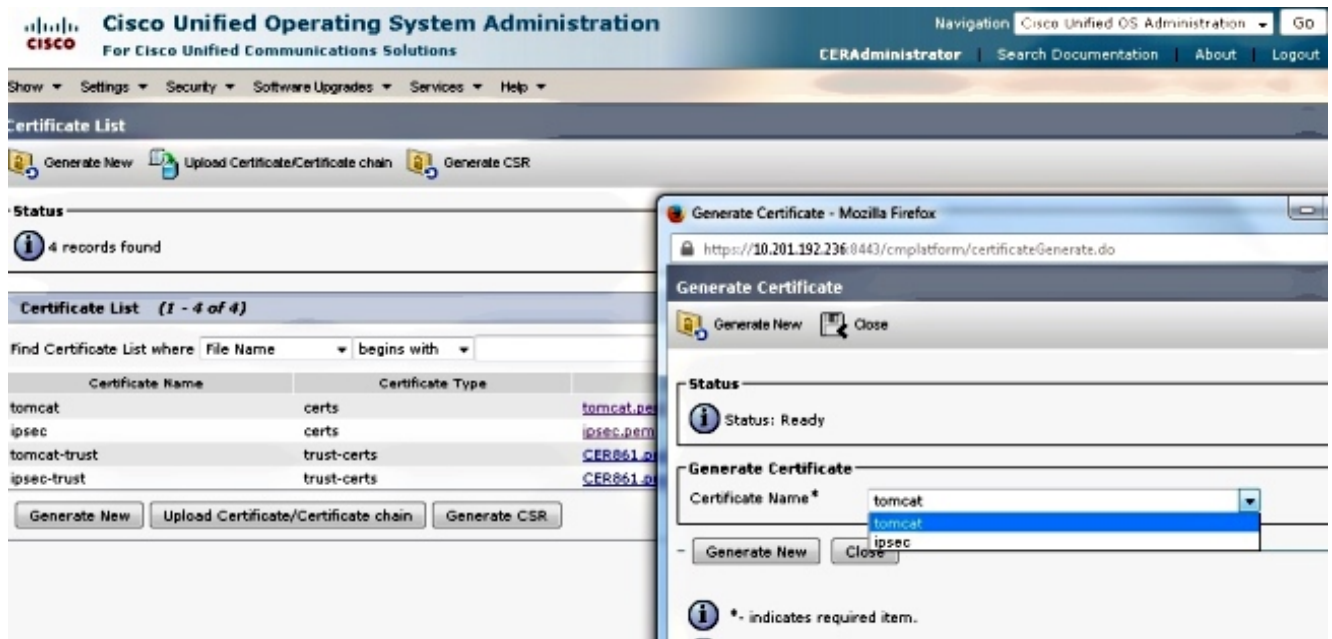 cisco
Cisco Unified Operating System Administration
For Cisco Unified Communications Solutions
Navigation Cisco Unified OS Administration Go
CERAdministrator | Search Documentation | About | Logout
Show Settings Security Software Upgrades Services Help
Certificate List
Generate New Upload Certificate/Certificate chain Generate CSR
Status
4 records found
Certificate List (1 - 4 of 4)
Find Certificate List where File Name begins with
Certificate Name Certificate Type
tomcat certs tomcat.pe
ipsec certs ipsec.pem
tomcat-trust trust-certs CER861.p
ipsec-trust trust-certs CER861.p
Generate New Upload Certificate/Certificate chain Generate CSR
Generate Certificate - Mozilla Firefox
https://10.201.192.236:8443/cmplatform/certificateGenerate.do
Generate Certificate
Generate New Close
Status
Status: Ready
Generate Certificate
Certificate Name* tomcat
tomcat
ipsec
- Generate New Close
*- indicates required item.